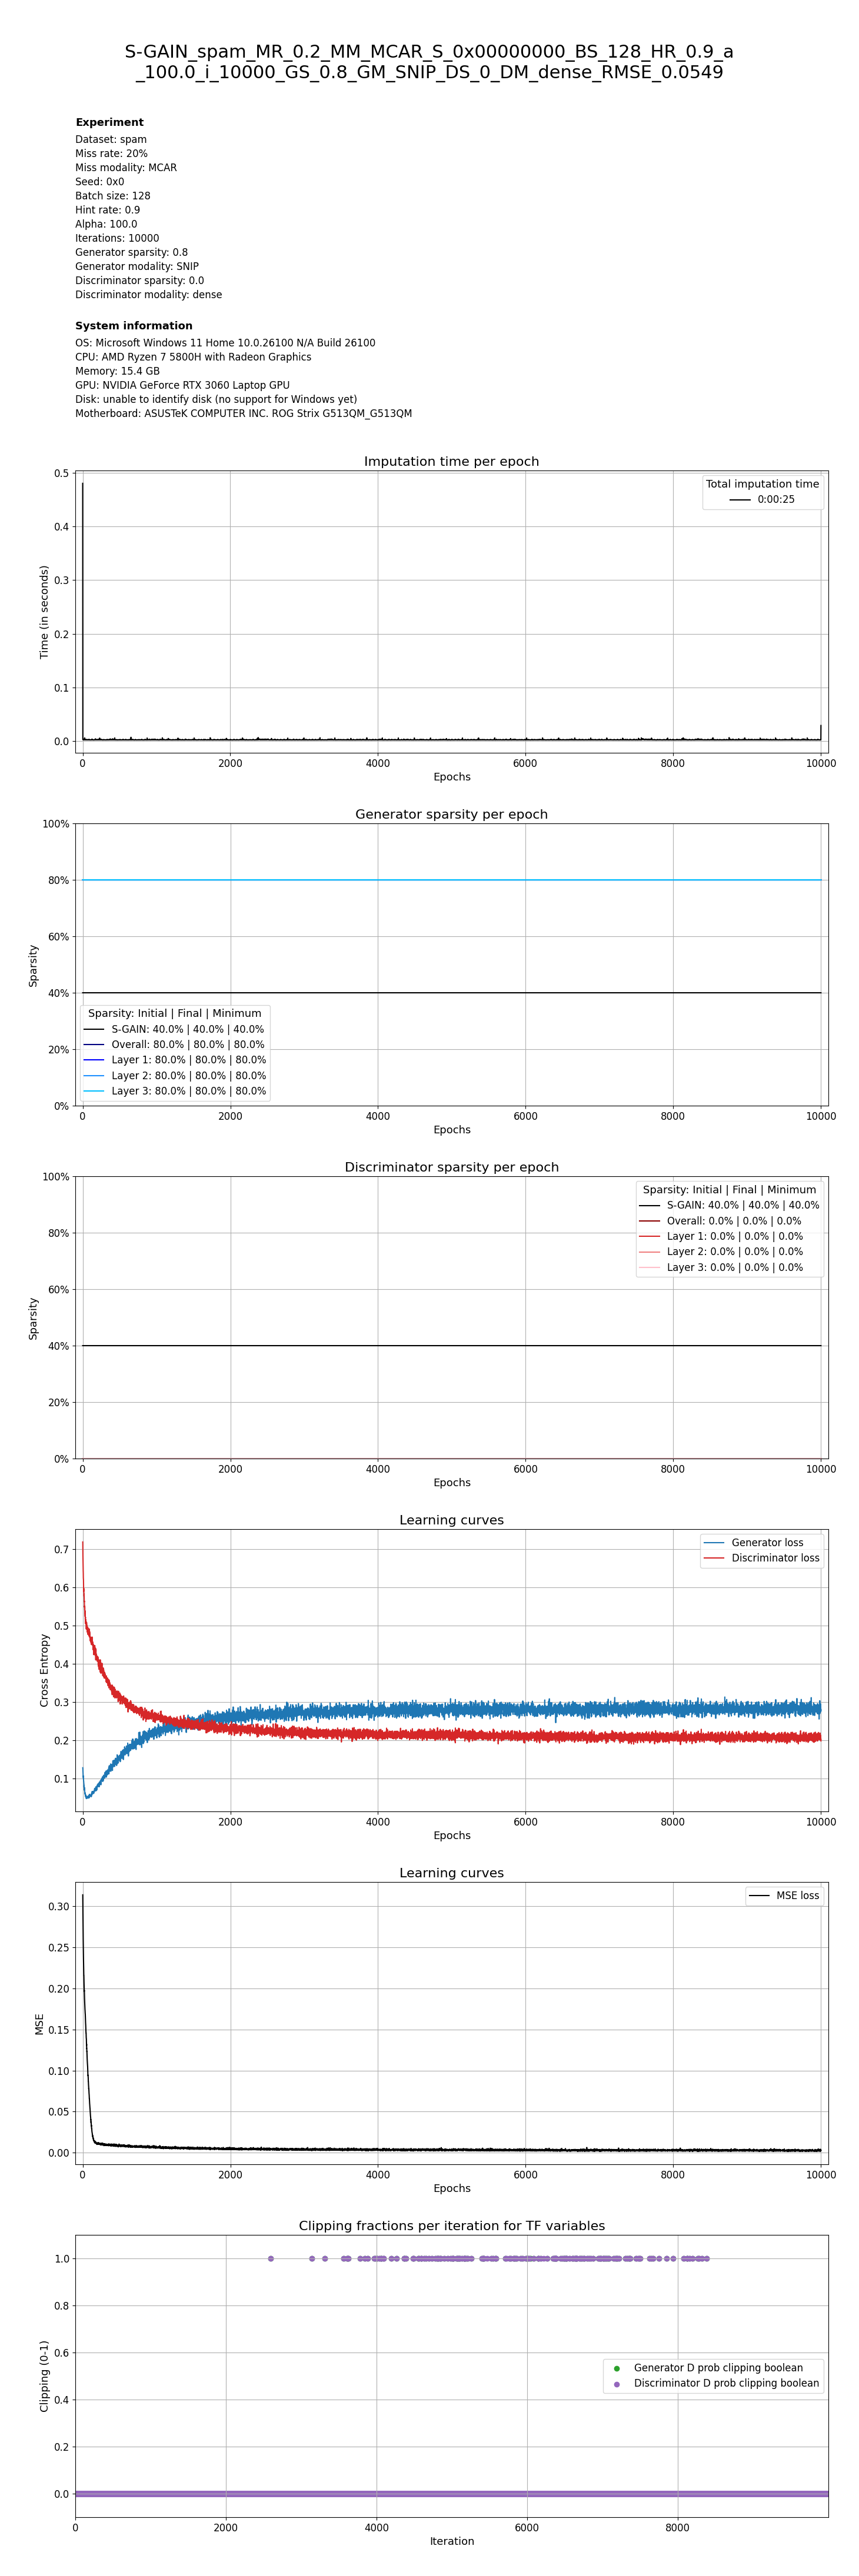 S-GAIN_spam_MR_0.2_MM_MCAR_S_0x00000000_BS_128_HR_0.9_a
_100.0_i_10000_GS_0.8_GM_SNIP_DS_0_DM_dense_RMSE_0.0549
Experiment
Dataset: spam
Miss rate: 20%
Miss modality: MCAR
Seed: 0x0
Batch size: 128
Hint rate: 0.9
Alpha: 100.0
Iterations: 10000
Generator sparsity: 0.8
Generator modality: SNIP
Discriminator sparsity: 0.0
Discriminator modality: dense
System information
OS: Microsoft Windows 11 Home 10.0.26100 N/A Build 26100
CPU: AMD Ryzen 7 5800H with Radeon Graphics
Memory: 15.4 GB
GPU: NVIDIA GeForce RTX 3060 Laptop GPU
Disk: unable to identify disk (no support for Windows yet)
Motherboard: ASUSTeK COMPUTER INC. ROG Strix G513QM_G513QM
Imputation time per epoch
Time (in seconds)
0.5
0.4
0.3
0.2
0.1
0.0
Total imputation time
0:00:25
0 2000 4000 6000 8000 10000
Epochs
Generator sparsity per epoch
Sparsity
100%
80%
60%
40%
20%
0%
Sparsity: Initial | Final | Minimum
S-GAIN: 40.0% | 40.0% | 40.0%
Overall: 80.0% | 80.0% | 80.0%
Layer 1: 80.0% | 80.0% | 80.0%
Layer 2: 80.0% | 80.0% | 80.0%
Layer 3: 80.0% | 80.0% | 80.0%
0 2000 4000 6000 8000 10000
Epochs
Discriminator sparsity per epoch
Sparsity
100%
80%
60%
40%
20%
0%
Sparsity: Initial | Final | Minimum
S-GAIN: 40.0% | 40.0% | 40.0%
Overall: 0.0% | 0.0% | 0.0%
Layer 1: 0.0% | 0.0% | 0.0%
Layer 2: 0.0% | 0.0% | 0.0%
Layer 3: 0.0% | 0.0% | 0.0%
0 2000 4000 6000 8000 10000
Epochs
Learning curves
Cross Entropy
0.7
0.6
0.5
0.4
0.3
0.2
0.1
Generator loss
Discriminator loss
0 2000 4000 6000 8000 10000
Epochs
Learning curves
MSE
0.30
0.25
0.20
0.15
0.10
0.05
0.00
MSE loss
0 2000 4000 6000 8000 10000
Epochs
Clipping fractions per iteration for TF variables
Clipping (0-1)
1.0
0.8
0.6
0.4
0.2
0.0
Generator D prob clipping boolean
Discriminator D prob clipping boolean
0 2000 4000 6000 8000
Iteration